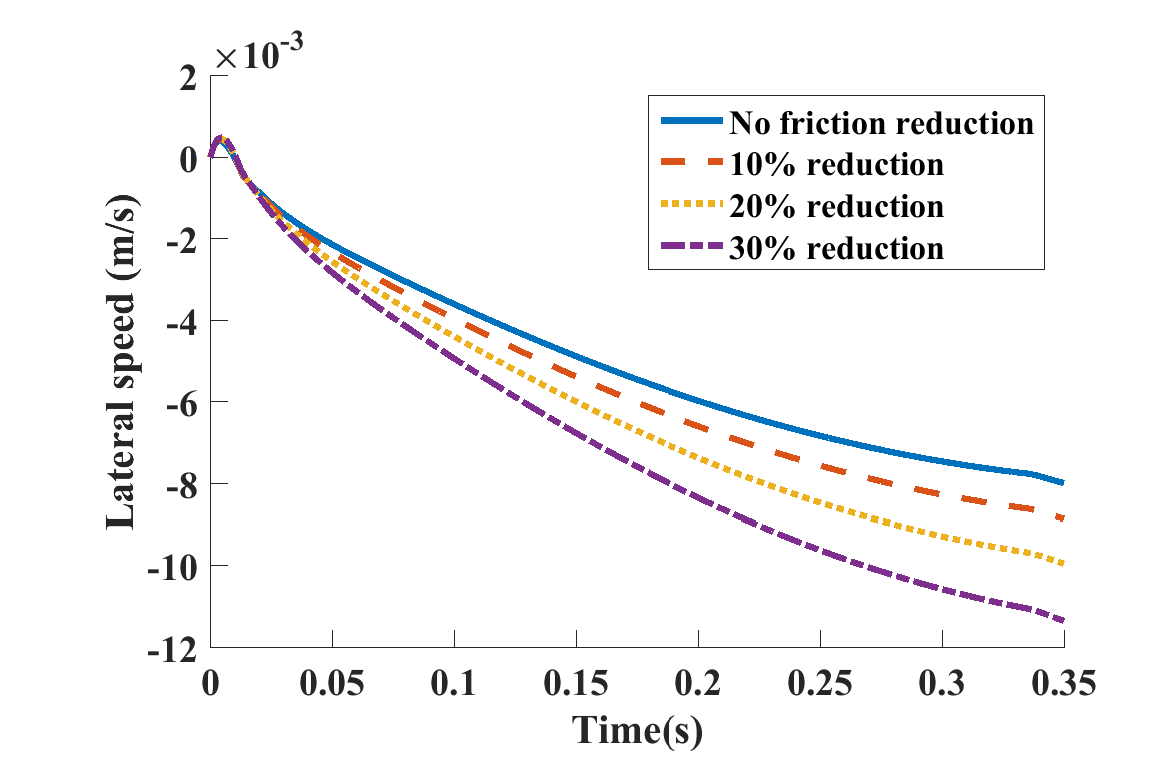 ×10-3
2
0
-2
-4
-6
-8
-10
-12
0 0.05 0.1 0.15 0.2 0.25 0.3 0.35
Time(s)
Lateral speed (m/s)
No friction reduction
10% reduction
20% reduction
30% reduction